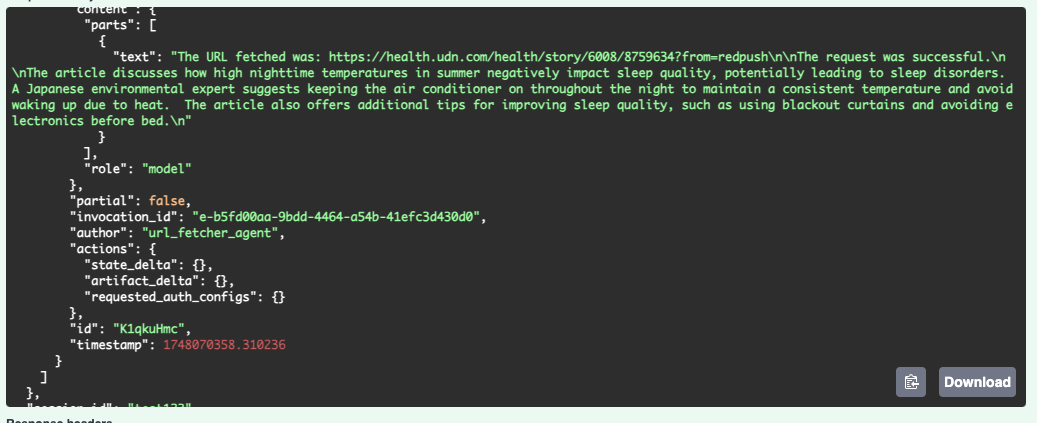 "content": {
"parts": [
{
"text": "The URL fetched was: https://health.udn.com/health/story/6008/8759634?from=redpush\n\nThe request was successful.\n
\nThe article discusses how high nighttime temperatures in summer negatively impact sleep quality, potentially leading to sleep disorders.
A Japanese environmental expert suggests keeping the air conditioner on throughout the night to maintain a consistent temperature and avoid
waking up due to heat.  The article also offers additional tips for improving sleep quality, such as using blackout curtains and avoiding e
lectronics before bed.\n"
}
],
"role": "model"
},
"partial": false,
"invocation_id": "e-b5fd00aa-9bdd-4464-a54b-41efc3d430d0",
"author": "url_fetcher_agent",
"actions": {
"state_delta": {},
"artifact_delta": {},
"requested_auth_configs": {}
},
"id": "K1qkuHmc",
"timestamp": 1748070358.310236
}
]
},
"session_id": "test123"
Download
Response headers